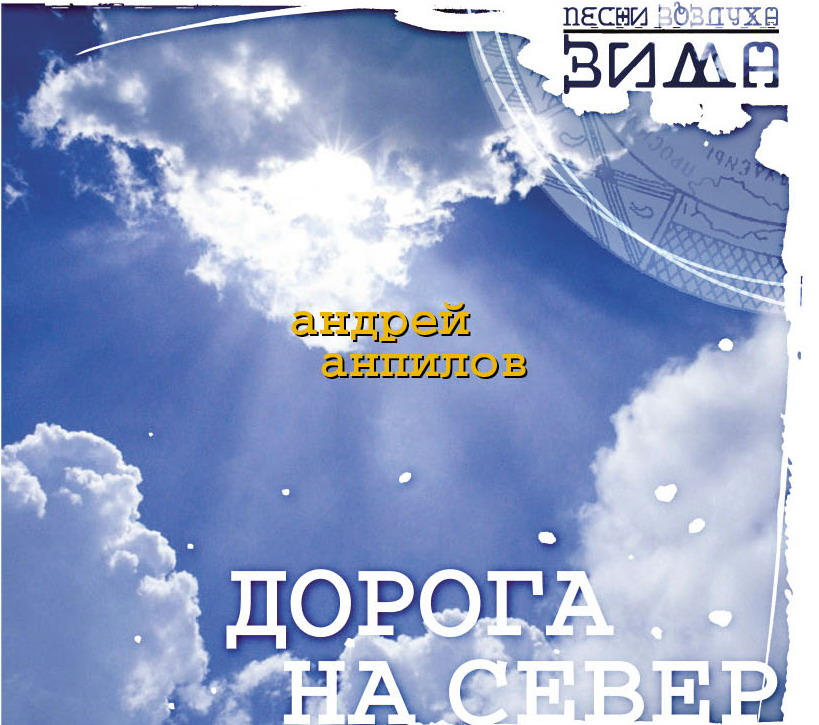 ПЕСНИ ВОЗДУХА
ЗИМА
андрей
анпилов
ДОРОГА
НА СЕВЕР